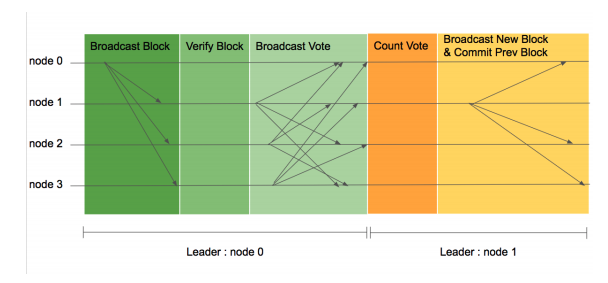 Broadcast Block
Verify Block
Broadcast Vote
Count Vote
Broadcast New Block
& Commit Prev Block
node 0
node 1
node 2
node 3
Leader : node 0
Leader : node 1